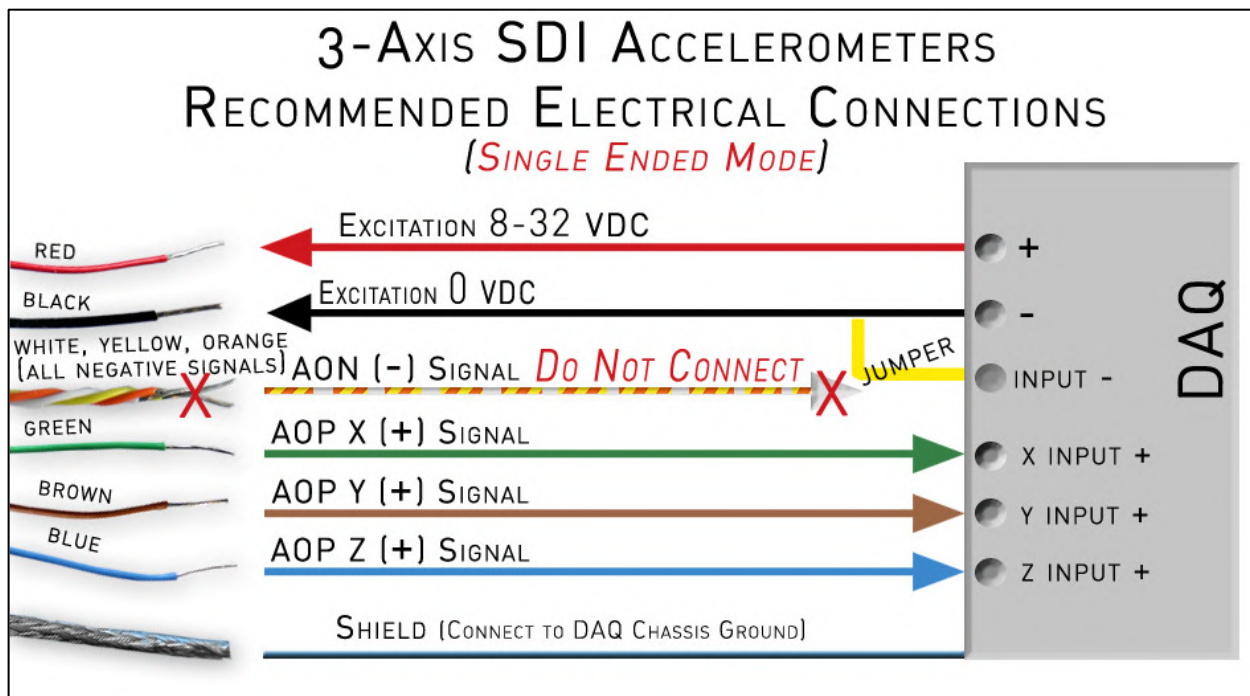 3-AXIS SDI ACCELEROMETERS
RECOMMENDED ELECTRICAL CONNECTIONS
(SINGLE ENDED MODE)
RED
EXCITATION 8-32 VDC
+
BLACK
EXCITATION 0 VDC
-
DAQ
WHITE, YELLOW, ORANGE
(ALL NEGATIVE SIGNALS)
X
AON (-) SIGNAL DO NOT CONNECT
X
JUMPER
INPUT -
GREEN
AOP X (+) SIGNAL
X INPUT +
BROWN
AOP Y (+) SIGNAL
Y INPUT +
BLUE
AOP Z (+) SIGNAL
Z INPUT +
SHIELD (CONNECT TO DAQ CHASSIS GROUND)